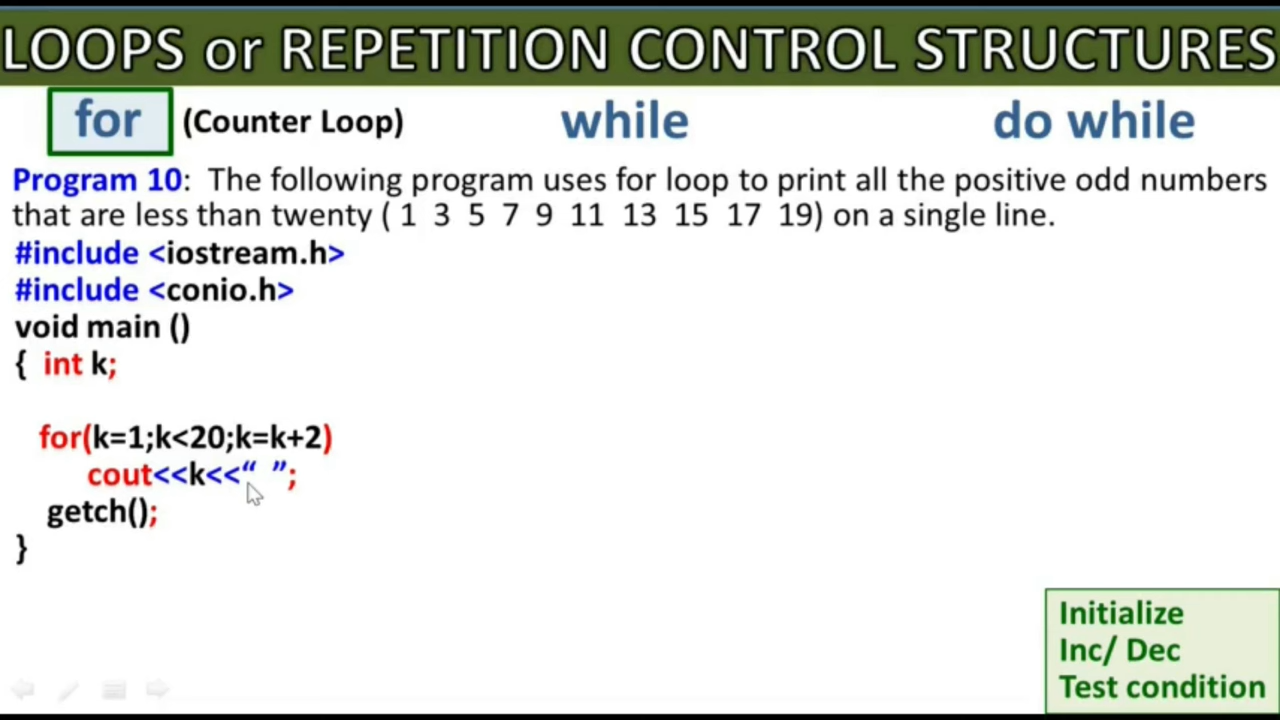 LOOPS or REPETITION CONTROL STRUCTURES
for (Counter Loop) while do while
Program 10: The following program uses for loop to print all the positive odd numbers
that are less than twenty ( 1 3 5 7 9 11 13 15 17 19) on a single line.
#include <iostream.h>
#include <conio.h>
void main ()
{ int k;
for(k=1;k<20;k=k+2)
cout<<k<<“ ”;
getch();
}
Initialize
Inc/ Dec
Test condition